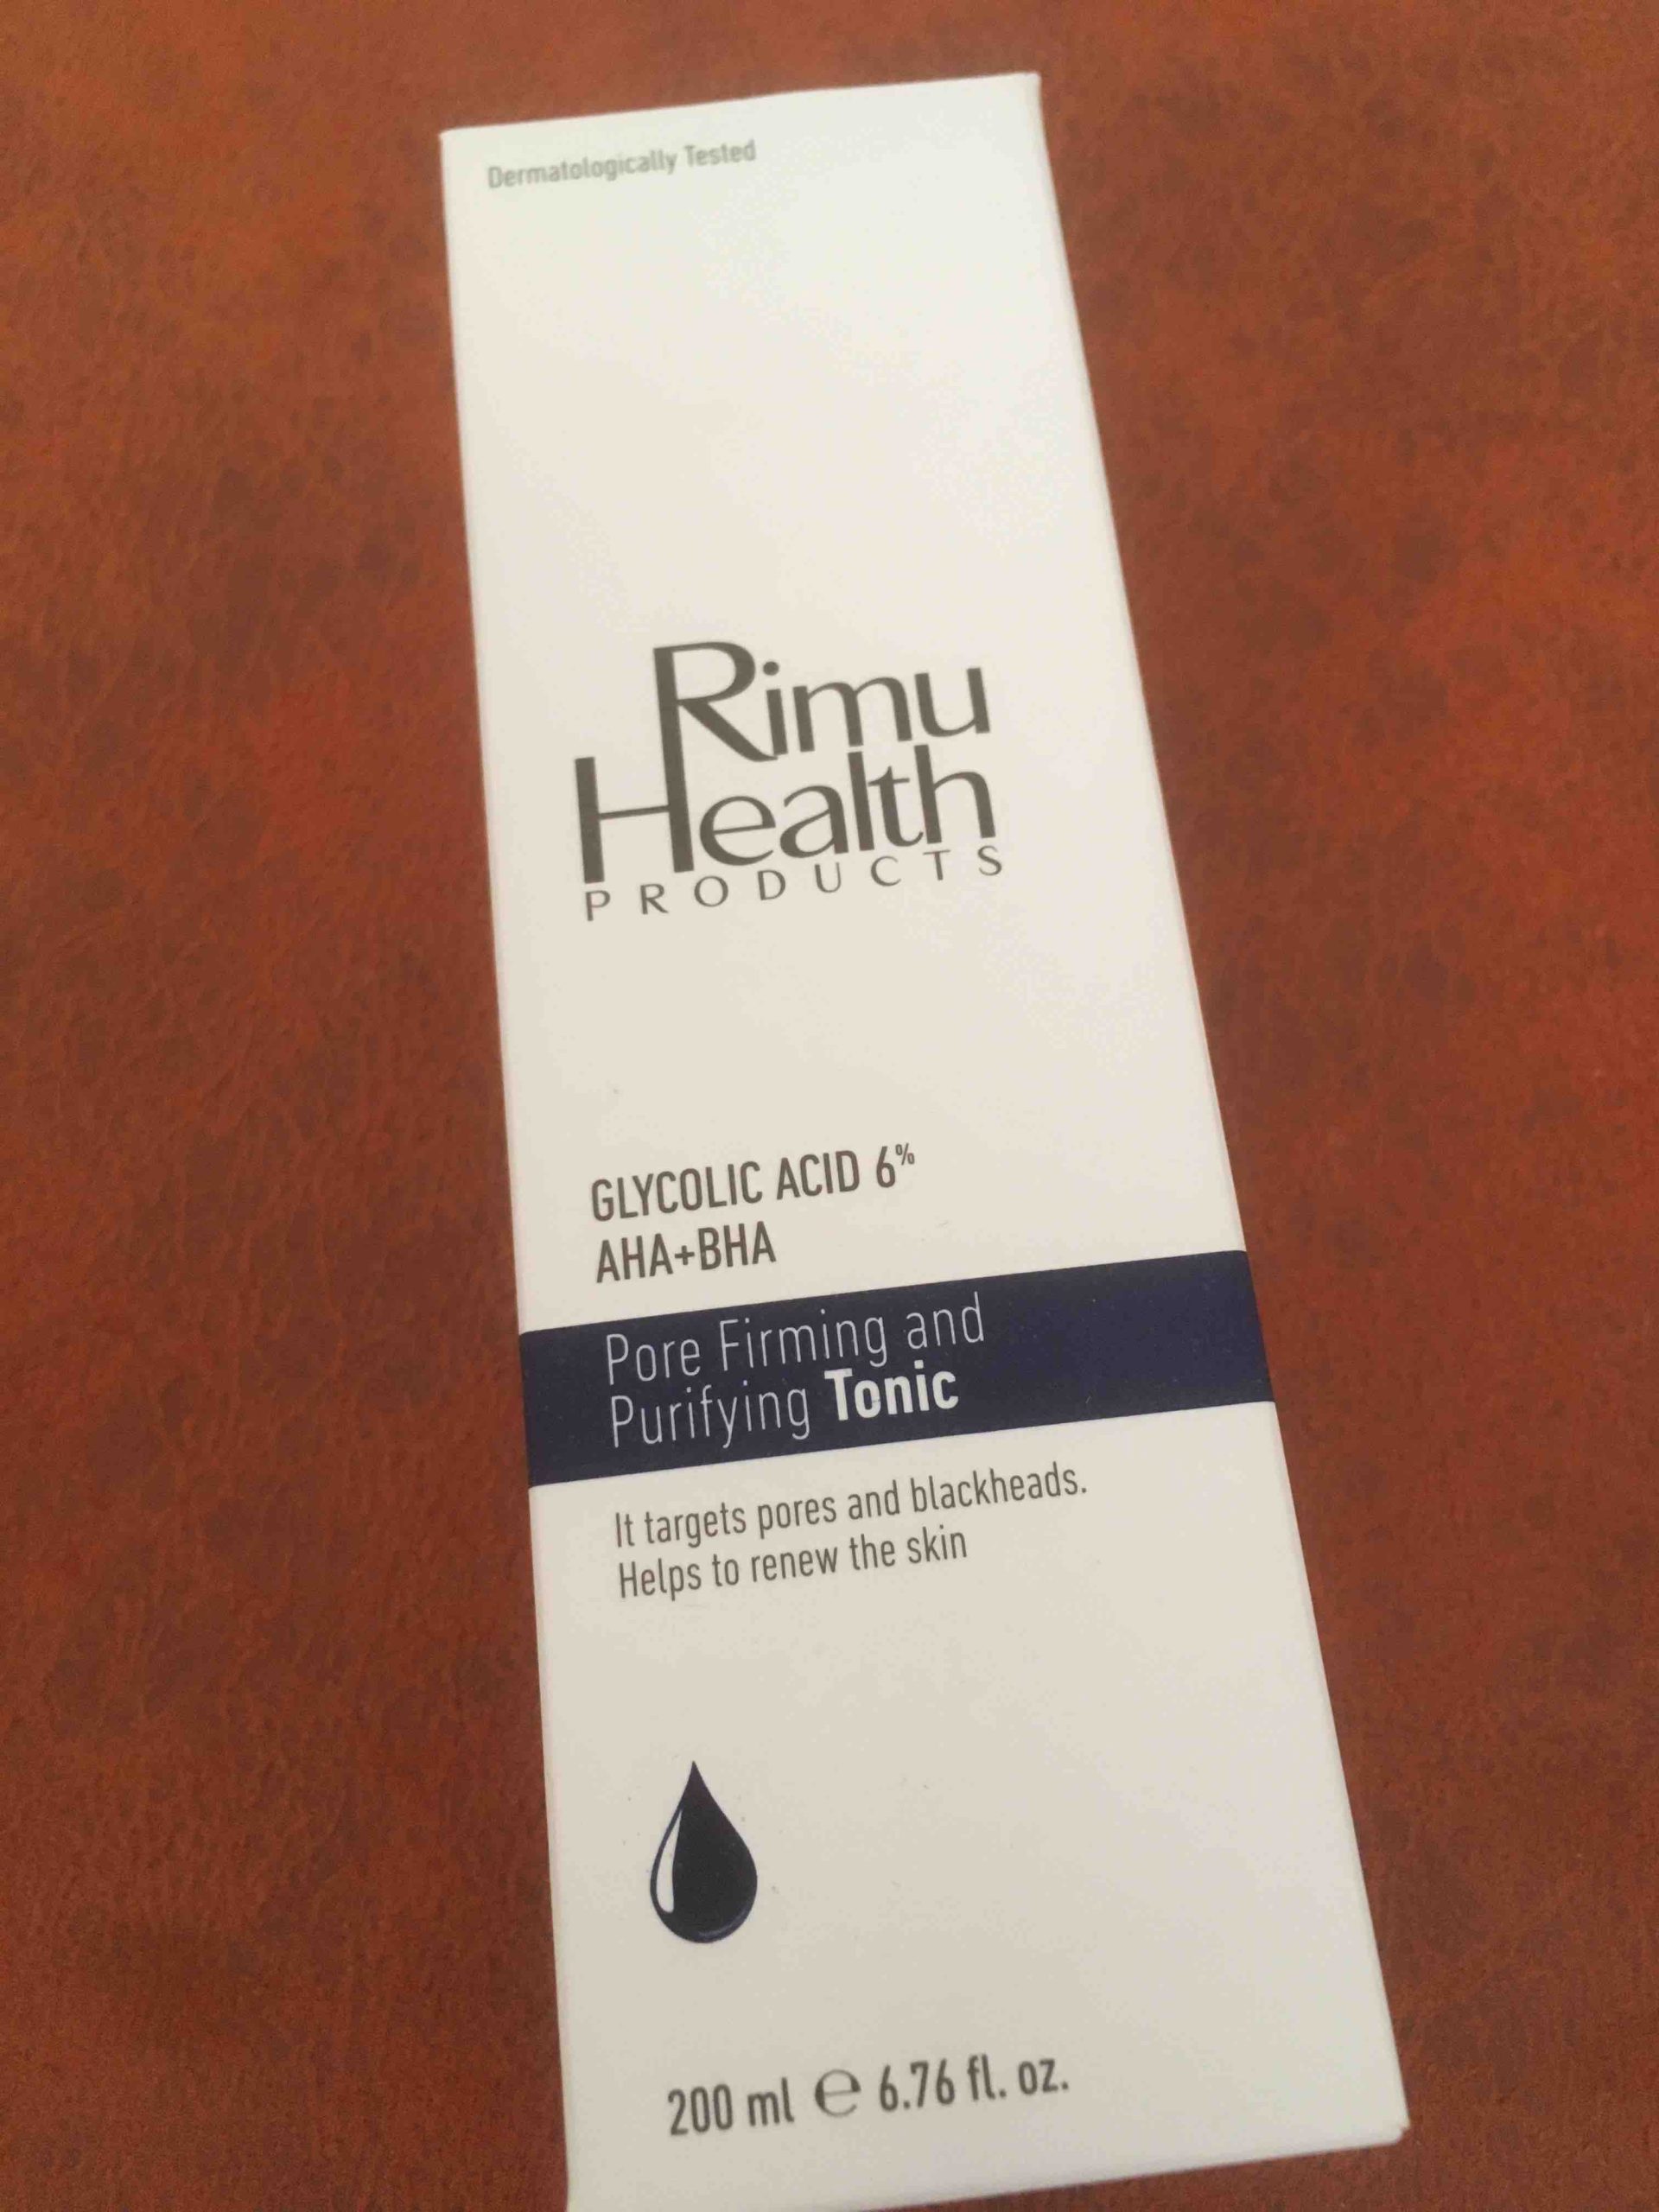 Dermatologically Tested
Rimu
Health
PRODUCTS
GLYCOLIC ACID 6%
AHA+BHA
Pore Firming and
Purifying Tonic
It targets pores and blackheads.
Helps to renew the skin
200 ml ℮ 6.76 fl. oz.